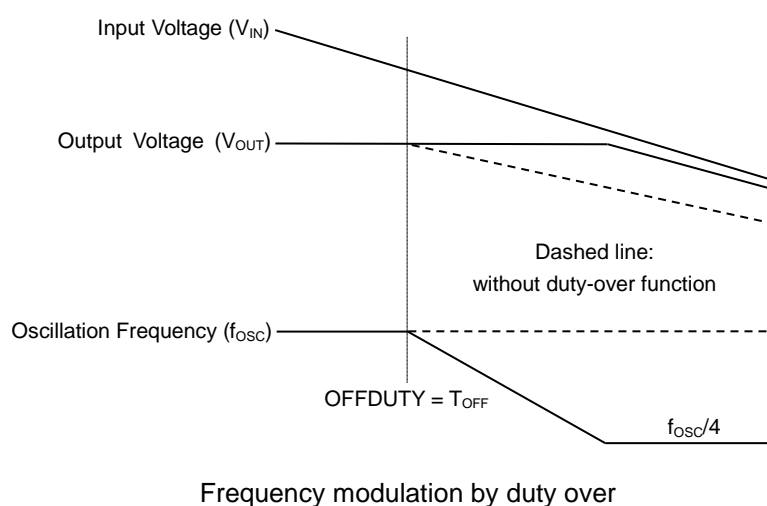 Input Voltage (VIN)
Output Voltage (VOUT)
Dashed line:
without duty-over function
Oscillation Frequency (fOSC)
OFFDUTY = TOFF
fOSC/4
Frequency modulation by duty over